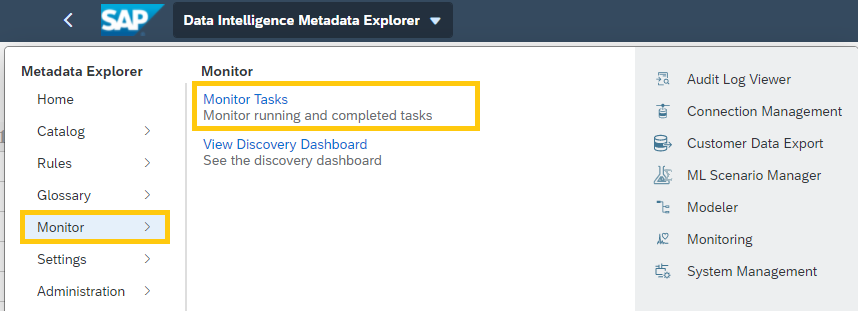 SAP
Data Intelligence Metadata Explorer
Metadata Explorer
Home
Catalog
Rules
Glossary
Monitor
Settings
Administration
Monitor
Monitor Tasks
Monitor running and completed tasks
View Discovery Dashboard
See the discovery dashboard
Audit Log Viewer
Connection Management
Customer Data Export
ML Scenario Manager
Modeler
Monitoring
System Management